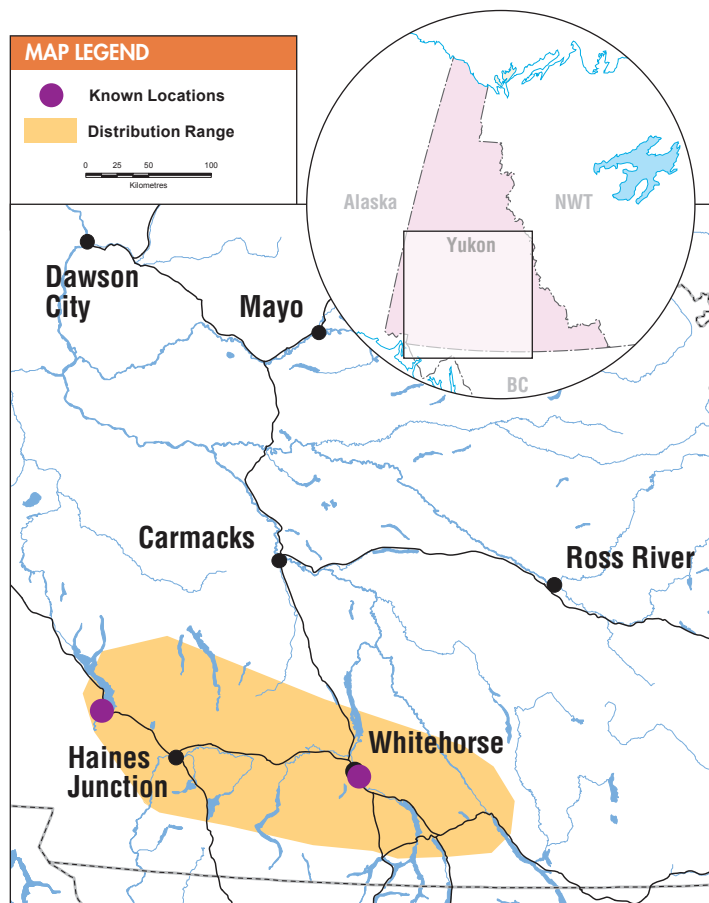 MAP LEGEND
Known Locations
Distribution Range
0 25 50 100
Kilometres
Alaska
NWT
Yukon
BC
Dawson
City
Mayo
Carmacks
Ross River
Whitehorse
Haines
Junction